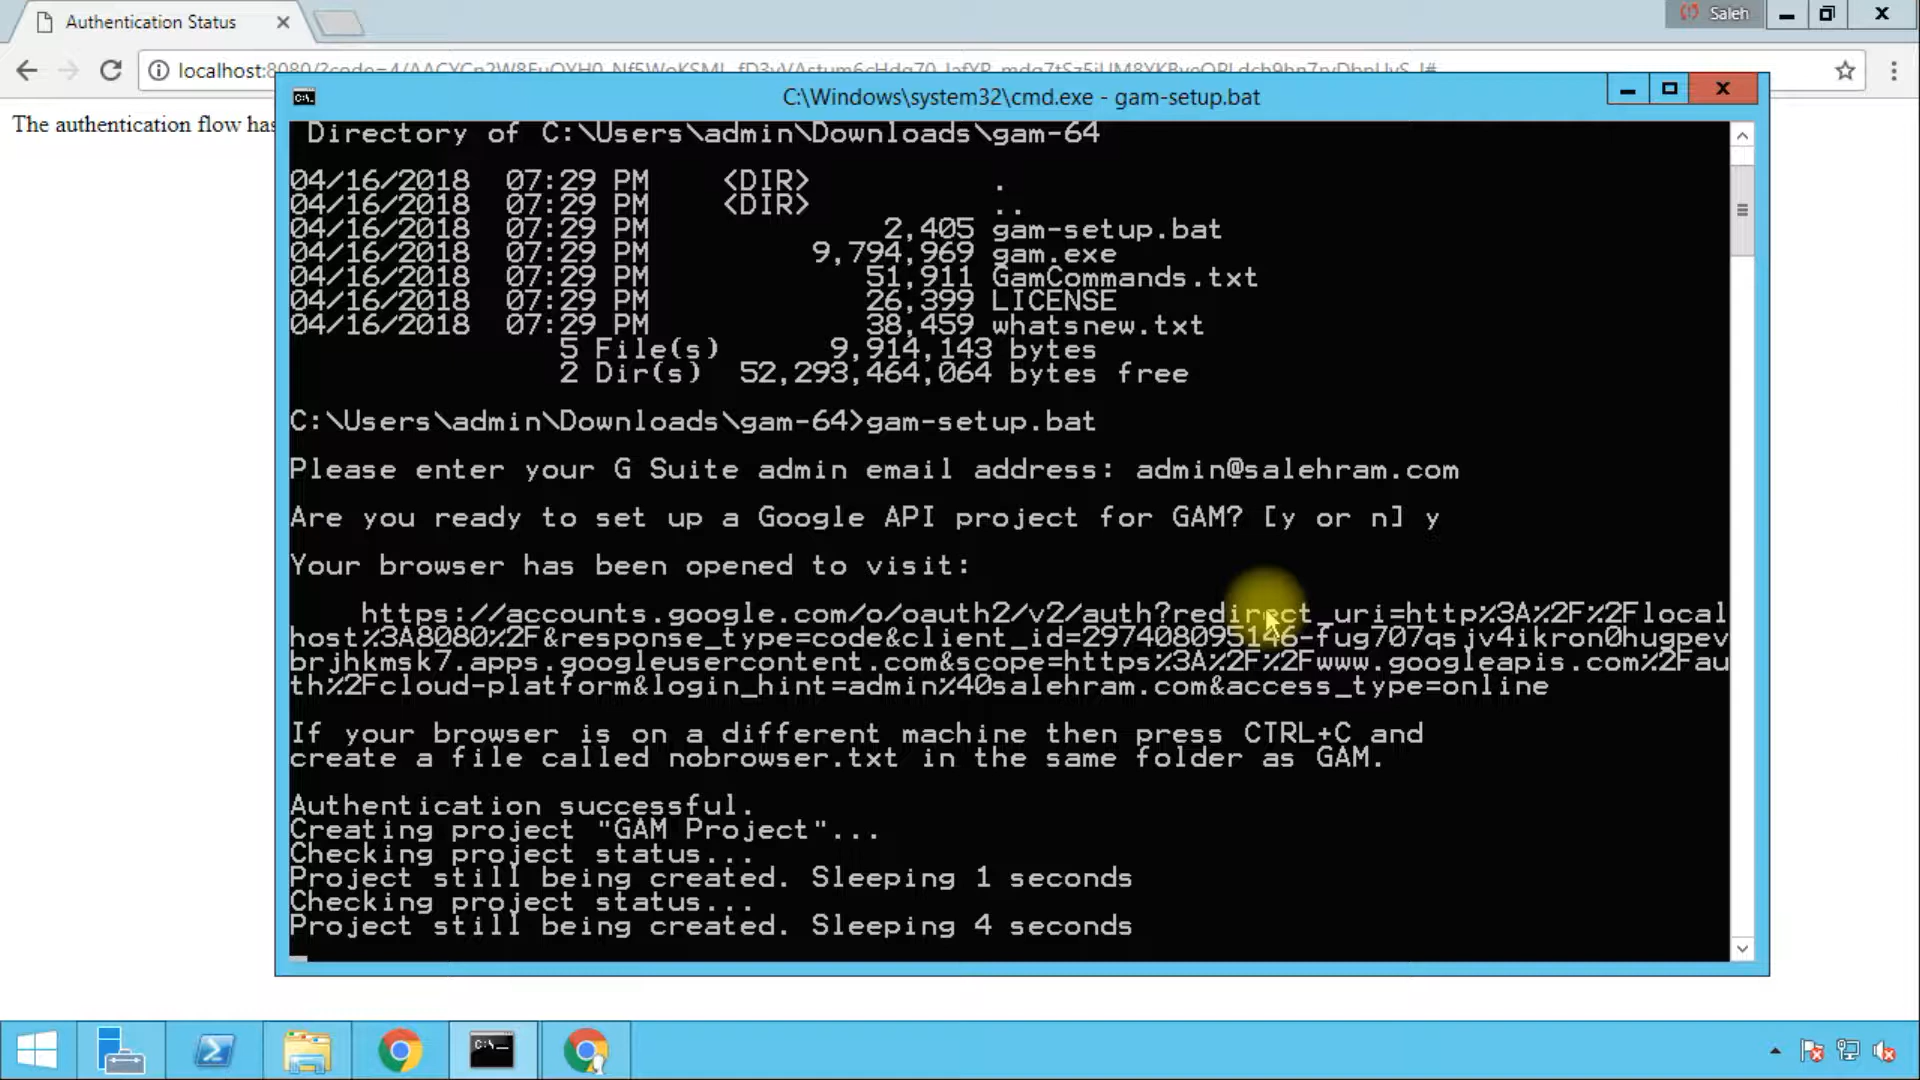 Authentication Status
Saleh
localhost:8080/?code=4/
The authentication flow has
C:\Windows\system32\cmd.exe - gam-setup.bat
Directory of C:\Users\admin\Downloads\gam-64
04/16/2018 07:29 PM <DIR> .
04/16/2018 07:29 PM <DIR> ..
04/16/2018 07:29 PM 2,405 gam-setup.bat
04/16/2018 07:29 PM 9,794,969 gam.exe
04/16/2018 07:29 PM 51,911 GamCommands.txt
04/16/2018 07:29 PM 26,399 LICENSE
04/16/2018 07:29 PM 38,459 whatsnew.txt
5 File(s) 9,914,143 bytes
2 Dir(s) 52,293,464,064 bytes free
C:\Users\admin\Downloads\gam-64>gam-setup.bat
Please enter your G Suite admin email address: admin@salehram.com
Are you ready to set up a Google API project for GAM? [y or n] y
Your browser has been opened to visit:
https://accounts.google.com/o/oauth2/v2/auth?redirect_uri=http%3A%2F%2Flocal
host%3A8080%2F&response_type=code&client_id=297408095146-fug707qsjv4ikron0hugpev
brjhkmsk7.apps.googleusercontent.com&scope=https%3A%2F%2Fwww.googleapis.com%2Fau
th%2Fcloud-platform&login_hint=admin%40salehram.com&access_type=online
If your browser is on a different machine then press CTRL+C and
create a file called nobrowser.txt in the same folder as GAM.
Authentication successful.
Creating project "GAM Project"...
Checking project status...
Project still being created. Sleeping 1 seconds
Checking project status...
Project still being created. Sleeping 4 seconds